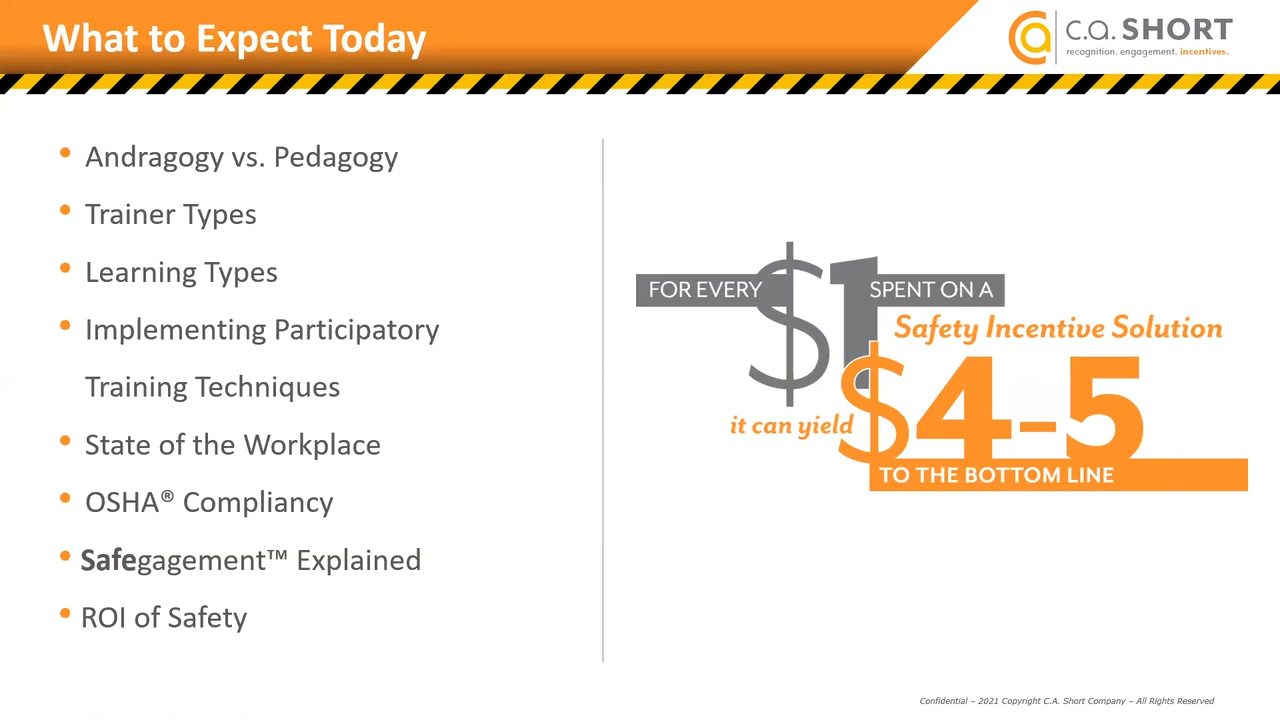 What to Expect Today
c.a. SHORT
recognition. engagement. incentives.
• Andragogy vs. Pedagogy
• Trainer Types
• Learning Types
• Implementing Participatory
Training Techniques
• State of the Workplace
• OSHA® Compliancy
• Safegagement™ Explained
• ROI of Safety
FOR EVERY $1 SPENT ON A
Safety Incentive Solution
it can yield $4-5
TO THE BOTTOM LINE
Confidential – 2021 Copyright C.A. Short Company – All Rights Reserved